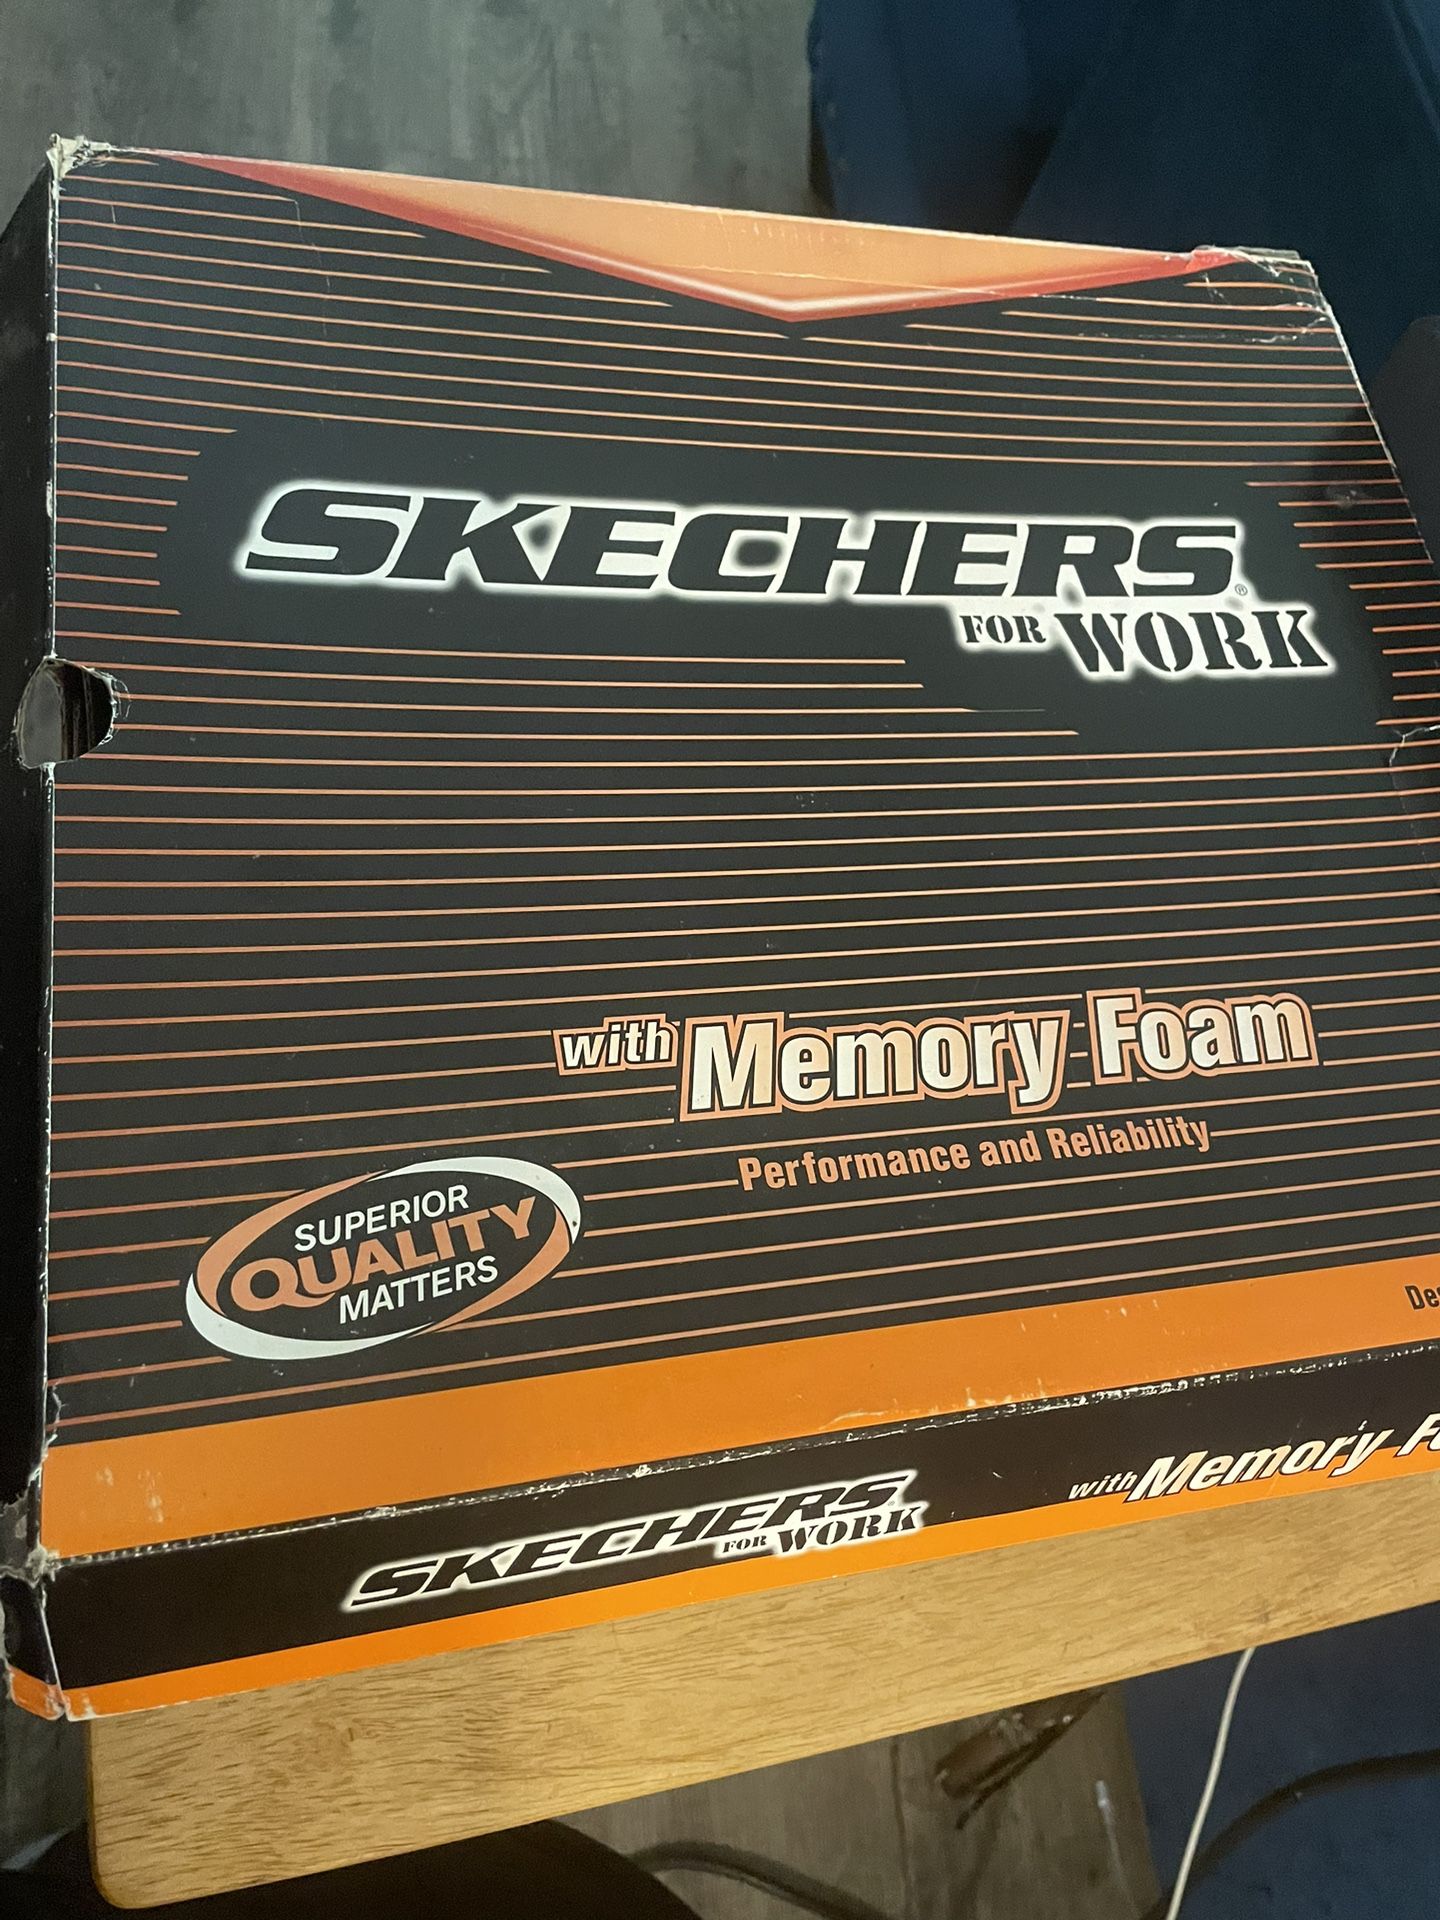 SKECHERS®
FOR WORK
with Memory Foam
Performance and Reliability
SUPERIOR
QUALITY
MATTERS
SKECHERS
FOR WORK
with Memory